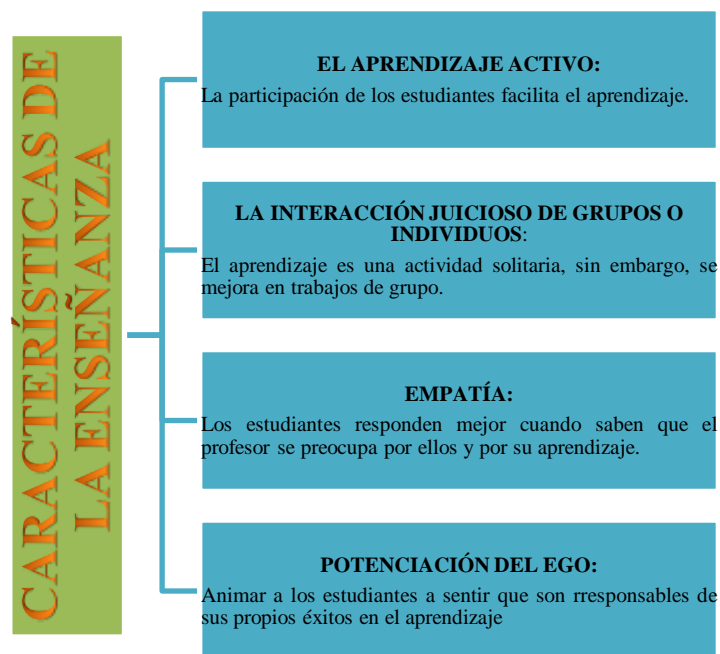 CARACTERÍSTICAS DE
LA ENSEÑANZA
EL APRENDIZAJE ACTIVO:
La participación de los estudiantes facilita el aprendizaje.
LA INTERACCIÓN JUICIOSO DE GRUPOS O
INDIVIDUOS:
El aprendizaje es una actividad solitaria, sin embargo, se
mejora en trabajos de grupo.
EMPATÍA:
Los estudiantes responden mejor cuando saben que el
profesor se preocupa por ellos y por su aprendizaje.
POTENCIACIÓN DEL EGO:
Animar a los estudiantes a sentir que son rresponsables de
sus propios éxitos en el aprendizaje